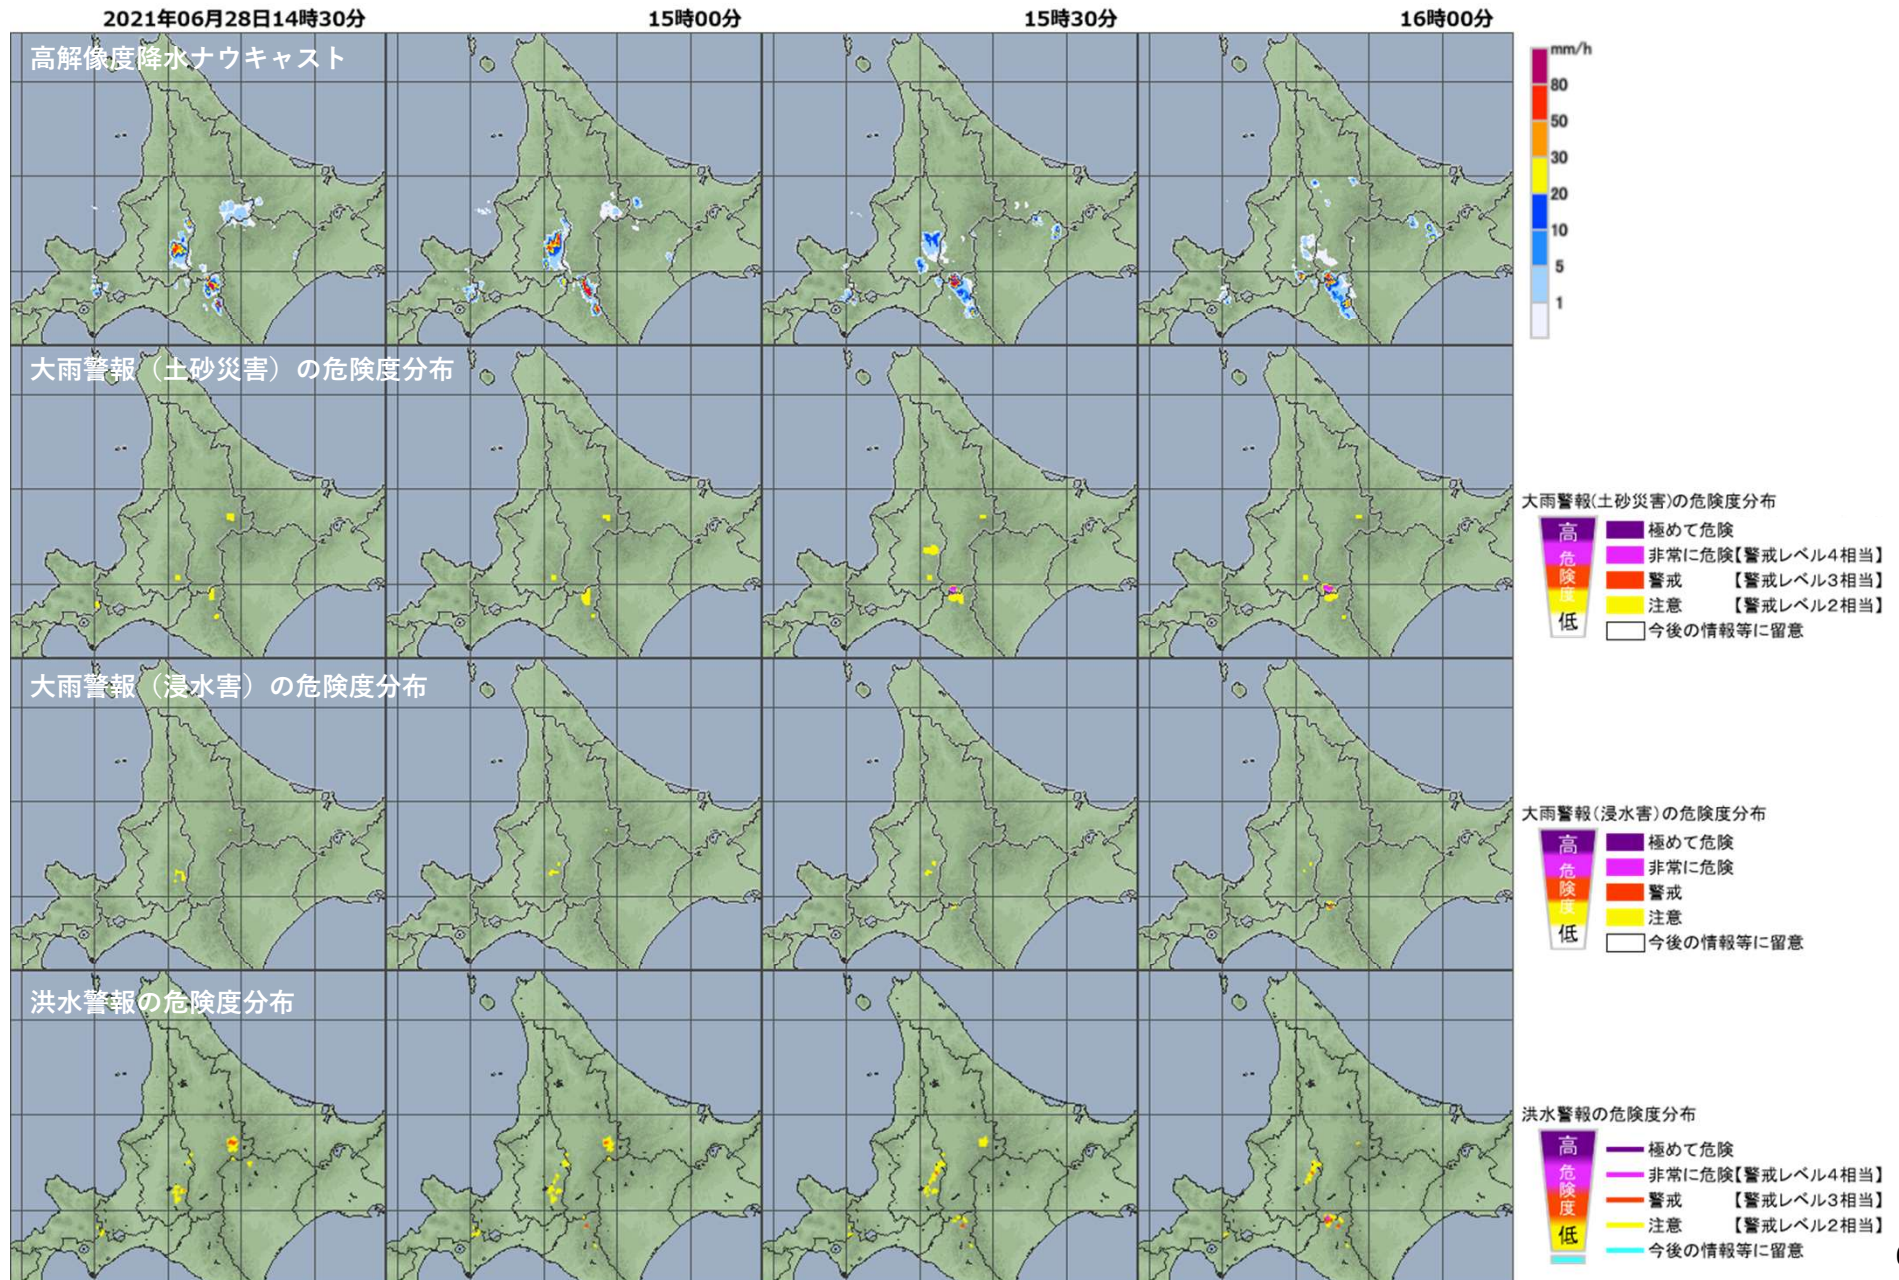 2021年06月28日14時30分
15時00分
15時30分
16時00分
高解像度降水ナウキャスト
mm/h
80
50
30
20
10
5
1
大雨警報（土砂災害）の危険度分布
大雨警報(土砂災害)の危険度分布
高
危
険
度
低
極めて危険
非常に危険【警戒レベル4相当】
警戒 【警戒レベル3相当】
注意 【警戒レベル2相当】
今後の情報等に留意
大雨警報（浸水害）の危険度分布
大雨警報(浸水害)の危険度分布
高
危
険
度
低
極めて危険
非常に危険
警戒
注意
今後の情報等に留意
洪水警報の危険度分布
洪水警報の危険度分布
高
危
険
度
低
極めて危険
非常に危険【警戒レベル4相当】
警戒 【警戒レベル3相当】
注意 【警戒レベル2相当】
今後の情報等に留意